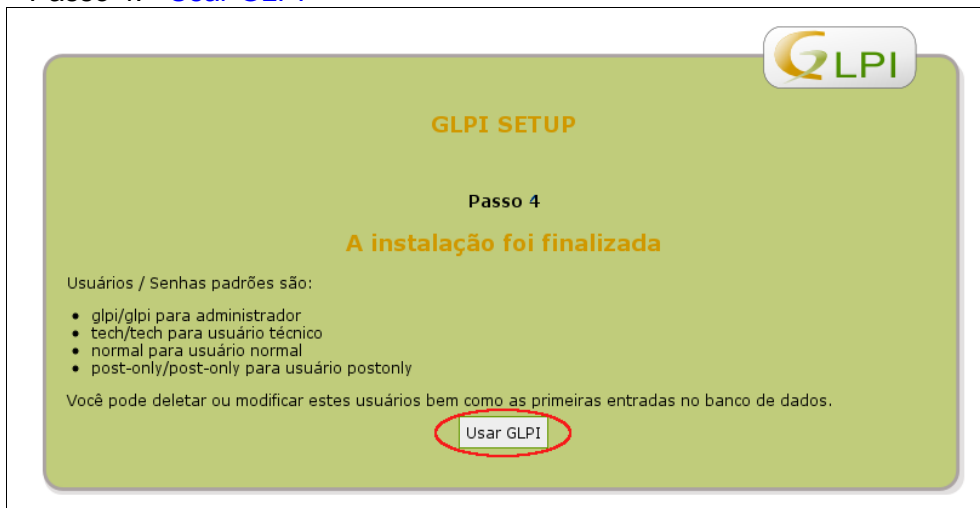 GLPI
GLPI SETUP
Passo 4
A instalação foi finalizada
Usuários / Senhas padrões são:
glpi/glpi para administrador
tech/tech para usuário técnico
normal para usuário normal
post-only/post-only para usuário postonly
Você pode deletar ou modificar estes usuários bem como as primeiras entradas no banco de dados.
Usar GLPI